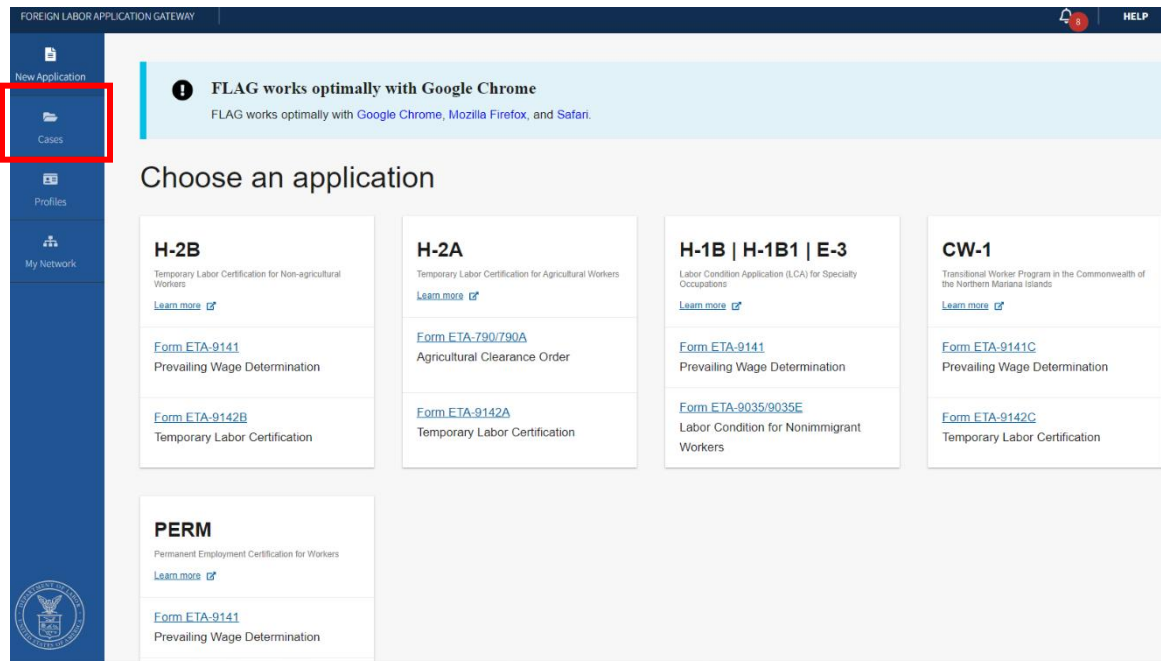 FOREIGN LABOR APPLICATION GATEWAY
8
HELP
New Application
Cases
Profiles
My Network
FLAG works optimally with Google Chrome
FLAG works optimally with Google Chrome, Mozilla Firefox, and Safari.
Choose an application
H-2B
Temporary Labor Certification for Non-agricultural
Workers
Learn more
Form ETA-9141
Prevailing Wage Determination
Form ETA-9142B
Temporary Labor Certification
H-2A
Temporary Labor Certification for Agricultural Workers
Learn more
Form ETA-790/790A
Agricultural Clearance Order
Form ETA-9142A
Temporary Labor Certification
H-1B | H-1B1 | E-3
Labor Condition Application (LCA) for Specialty
Occupations
Learn more
Form ETA-9141
Prevailing Wage Determination
Form ETA-9035/9035E
Labor Condition for Nonimmigrant
Workers
CW-1
Transitional Worker Program in the Commonwealth of
the Northern Mariana Islands
Learn more
Form ETA-9141C
Prevailing Wage Determination
Form ETA-9142C
Temporary Labor Certification
PERM
Permanent Employment Certification for Workers
Learn more
Form ETA-9141
Prevailing Wage Determination
DEPARTMENT OF LABOR
UNITED STATES OF AMERICA